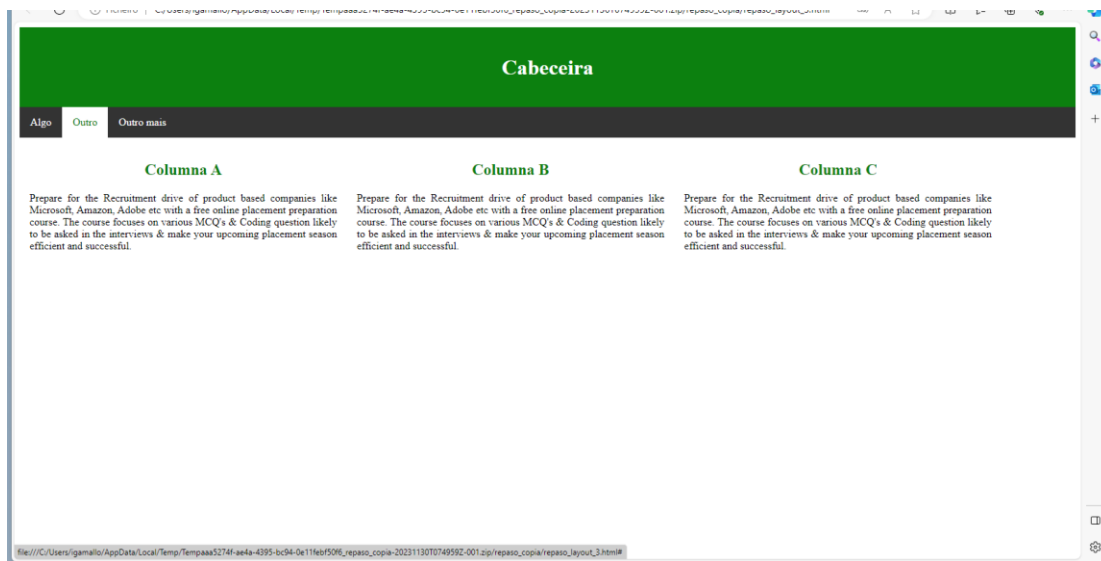 Cabeceira
Algo Outro Outro mais
Columna A
Prepare for the Recruitment drive of product based companies like
Microsoft, Amazon, Adobe etc with a free online placement preparation
course. The course focuses on various MCQ's & Coding question likely
to be asked in the interviews & make your upcoming placement season
efficient and successful.
Columna B
Prepare for the Recruitment drive of product based companies like
Microsoft, Amazon, Adobe etc with a free online placement preparation
course. The course focuses on various MCQ's & Coding question likely
to be asked in the interviews & make your upcoming placement season
efficient and successful.
Columna C
Prepare for the Recruitment drive of product based companies like
Microsoft, Amazon, Adobe etc with a free online placement preparation
course. The course focuses on various MCQ's & Coding question likely
to be asked in the interviews & make your upcoming placement season
efficient and successful.
file:///C:/Users/igamallo/AppData/Local/Temp/Tempaaa5274f-ae4a-4395-bc94-0e11febf50f6_repaso_copia-20231130T074959Z-001.zip/repaso_copia/repaso_layout_3.html#